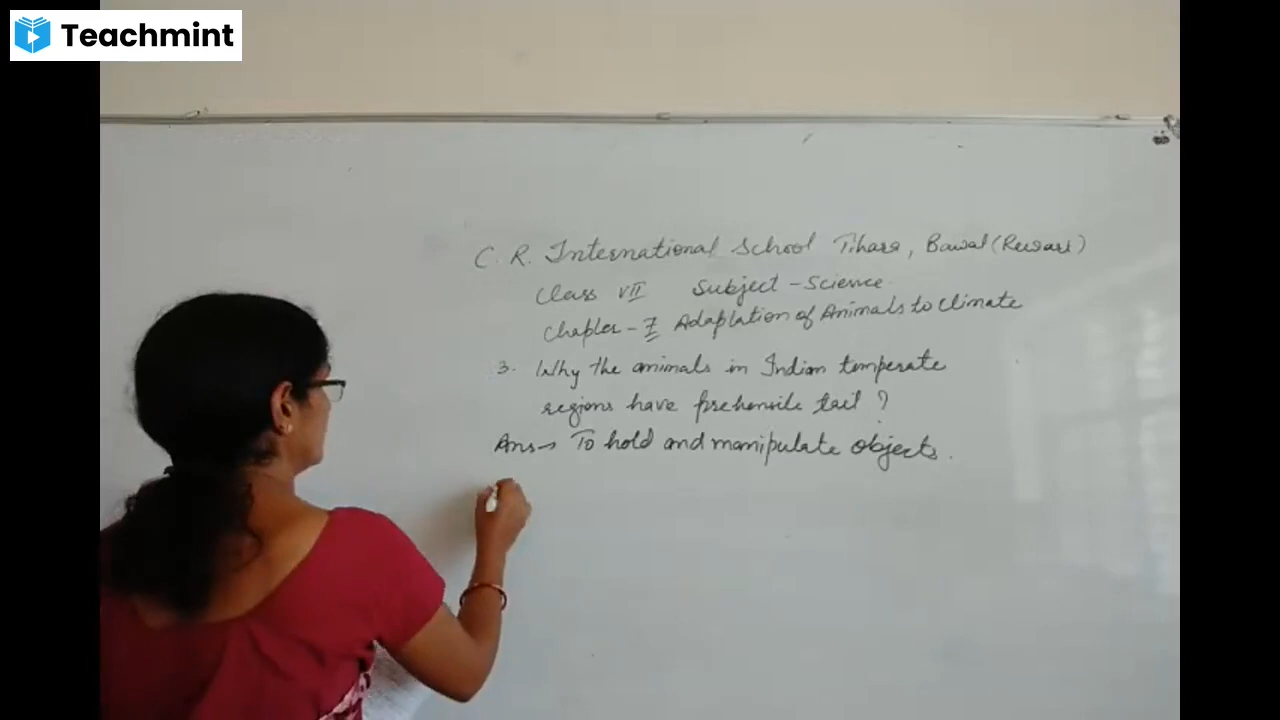 Teachmint
C. R. International School Tihara, Bawal (Rewari)
Class VII Subject - Science
Chapter - 7 Adaptation of Animals to Climate
3. Why the animals in Indian temperate
regions have prehensile tail ?
Ans → To hold and manipulate objects.